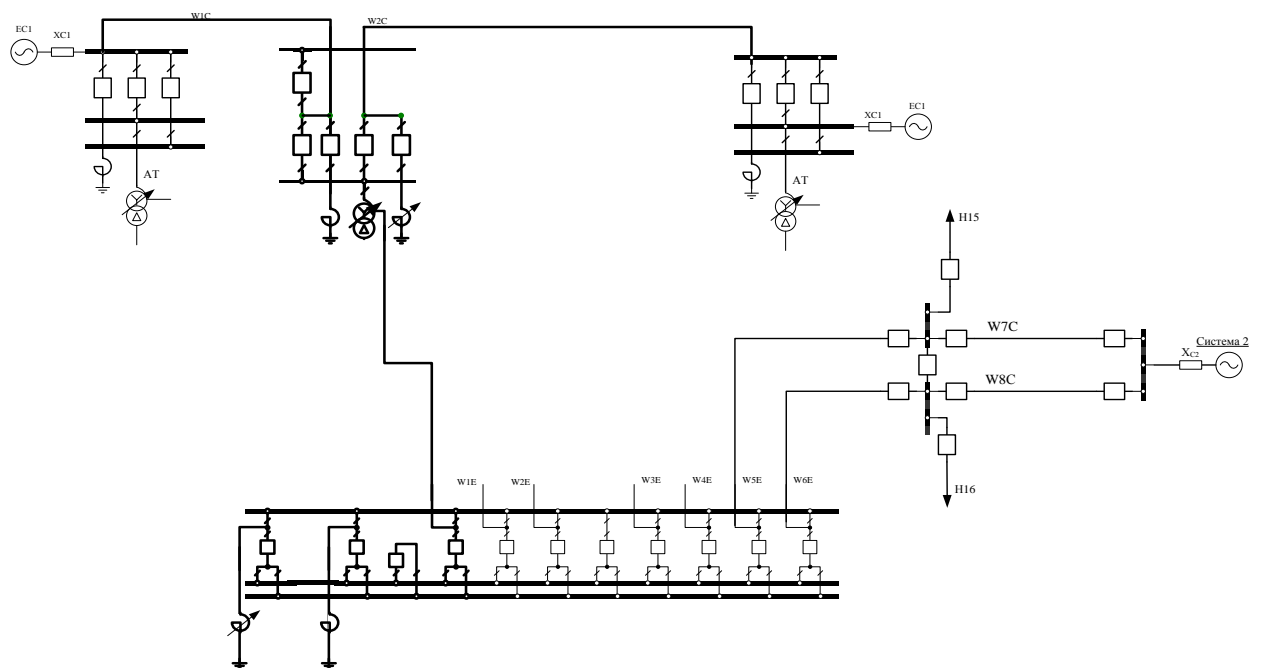 W1C
W2C
EC1
XC1
XC1
EC1
AT
AT
H15
W7C
Система 2
XC2
W8C
H16
W1E
W2E
W3E
W4E
W5E
W6E